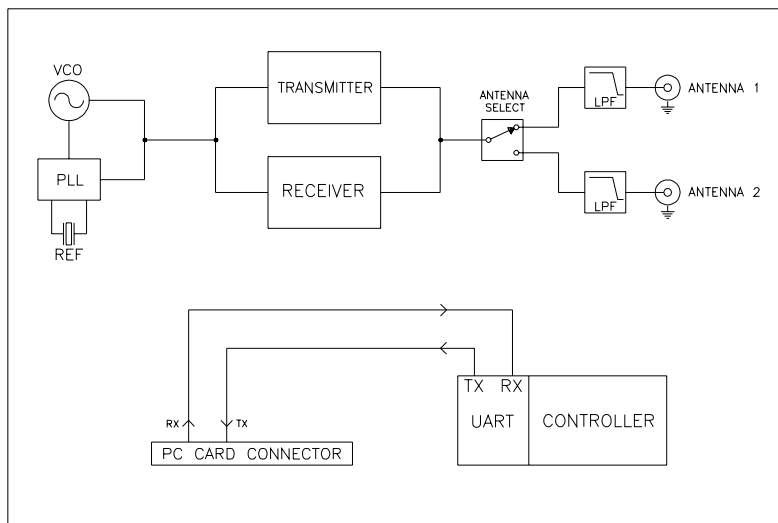 VCO
TRANSMITTER
ANTENNA
SELECT
LPF
ANTENNA 1
PLL
REF
RECEIVER
LPF
ANTENNA 2
TX RX
RX TX
UART CONTROLLER
PC CARD CONNECTOR